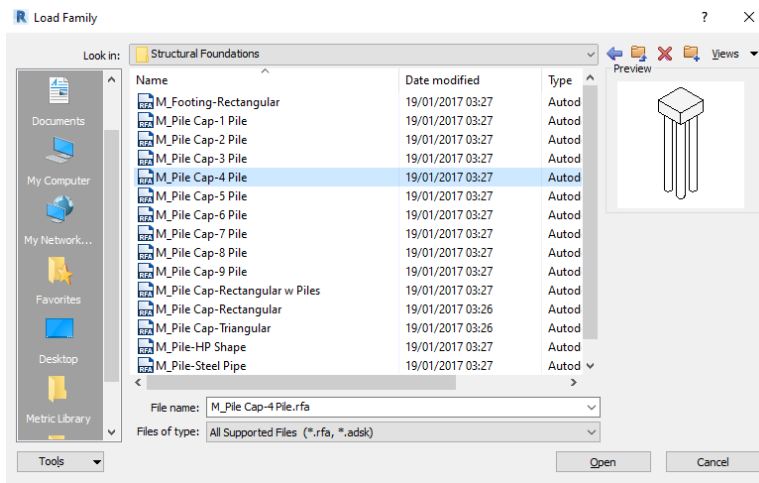 Load Family
Look in: Structural Foundations Views
Preview
Name Date modified Type
M_Footing-Rectangular 19/01/2017 03:27 Autod
M_Pile Cap-1 Pile 19/01/2017 03:27 Autod
M_Pile Cap-2 Pile 19/01/2017 03:27 Autod
M_Pile Cap-3 Pile 19/01/2017 03:27 Autod
M_Pile Cap-4 Pile 19/01/2017 03:27 Autod
M_Pile Cap-5 Pile 19/01/2017 03:27 Autod
M_Pile Cap-6 Pile 19/01/2017 03:27 Autod
M_Pile Cap-7 Pile 19/01/2017 03:27 Autod
M_Pile Cap-8 Pile 19/01/2017 03:27 Autod
M_Pile Cap-9 Pile 19/01/2017 03:27 Autod
M_Pile Cap-Rectangular w Piles 19/01/2017 03:27 Autod
M_Pile Cap-Rectangular 19/01/2017 03:26 Autod
M_Pile Cap-Triangular 19/01/2017 03:26 Autod
M_Pile-HP Shape 19/01/2017 03:27 Autod
M_Pile-Steel Pipe 19/01/2017 03:27 Autod
Documents
My Computer
My Network...
Favorites
Desktop
Metric Library
File name: M_Pile Cap-4 Pile.rfa
Files of type: All Supported Files (*.rfa, *.adsk)
Tools Open Cancel